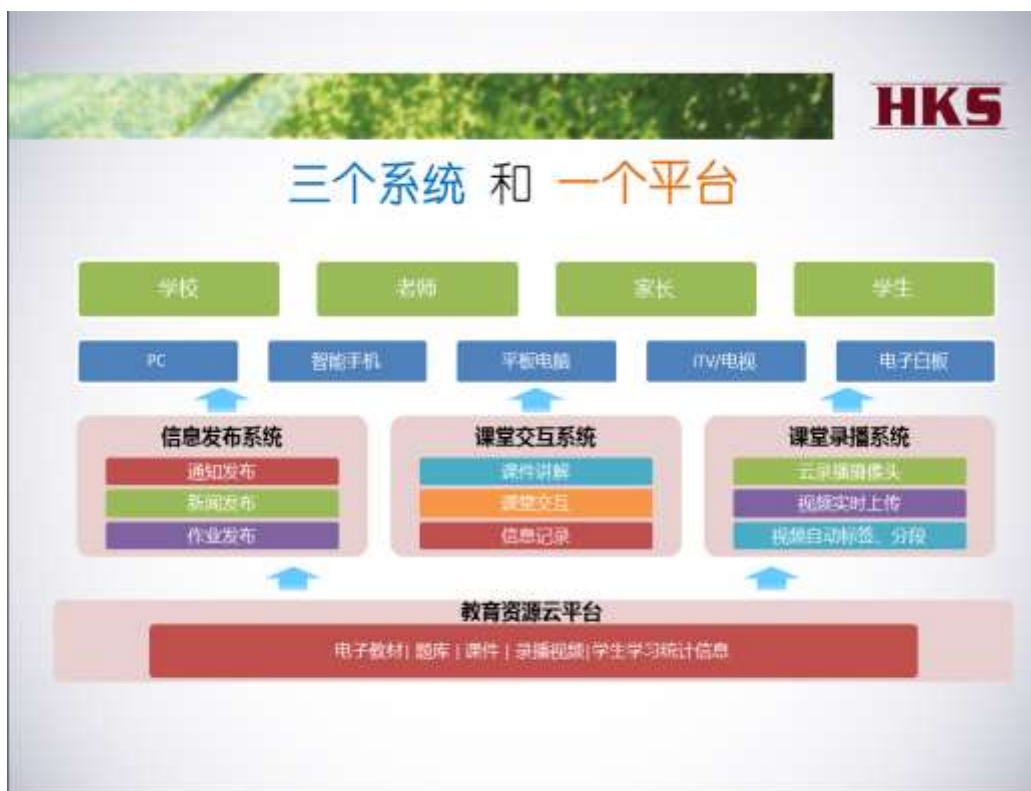 HKS
三个系统 和 一个平台
学校 老师 家长 学生
PC 智能手机 平板电脑 iTV/电视 电子白板
信息发布系统 课堂交互系统 课堂录播系统
通知发布 课件讲解 云录播摄像头
新闻发布 课堂交互 视频实时上传
作业发布 信息记录 视频自动标签、分段
教育资源云平台
电子教材| 题库 | 课件 | 录播视频|学生学习统计信息